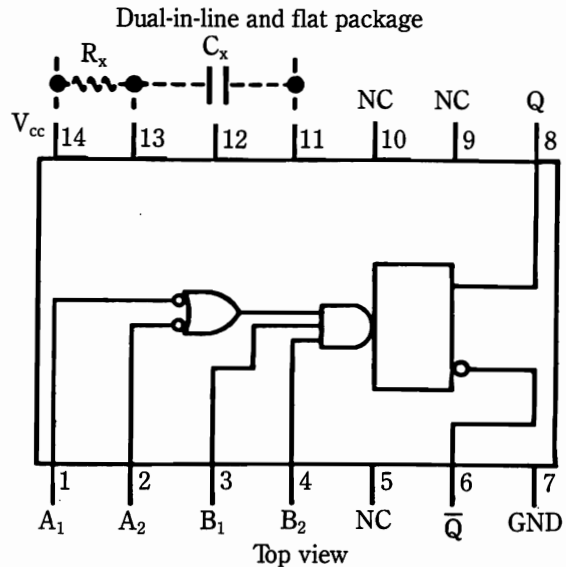 Dual-in-line and flat package
Rx Cx
NC NC Q
Vcc 14 13 12 11 10 9 8
1 2 3 4 5 6 7
A1 A2 B1 B2 NC Q̅ GND
Top view